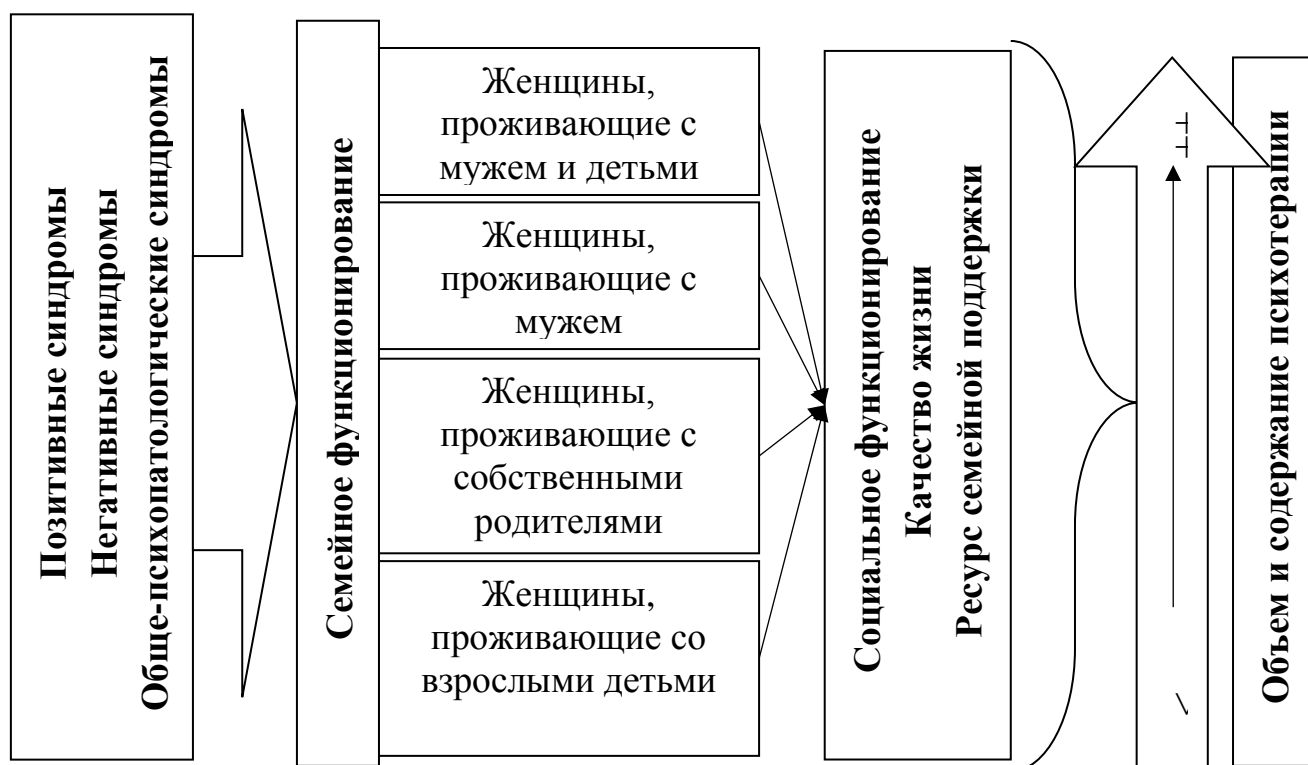 Позитивные синдромы
Негативные синдромы
Обще-психопатологические синдромы
Семейное функционирование
Женщины,
проживающие с
мужем и детьми
Женщины,
проживающие с
мужем
Женщины,
проживающие с
собственными
родителями
Женщины,
проживающие со
взрослыми детьми
Социальное функционирование
Качество жизни
Ресурс семейной поддержки
Объем и содержание психотерапии